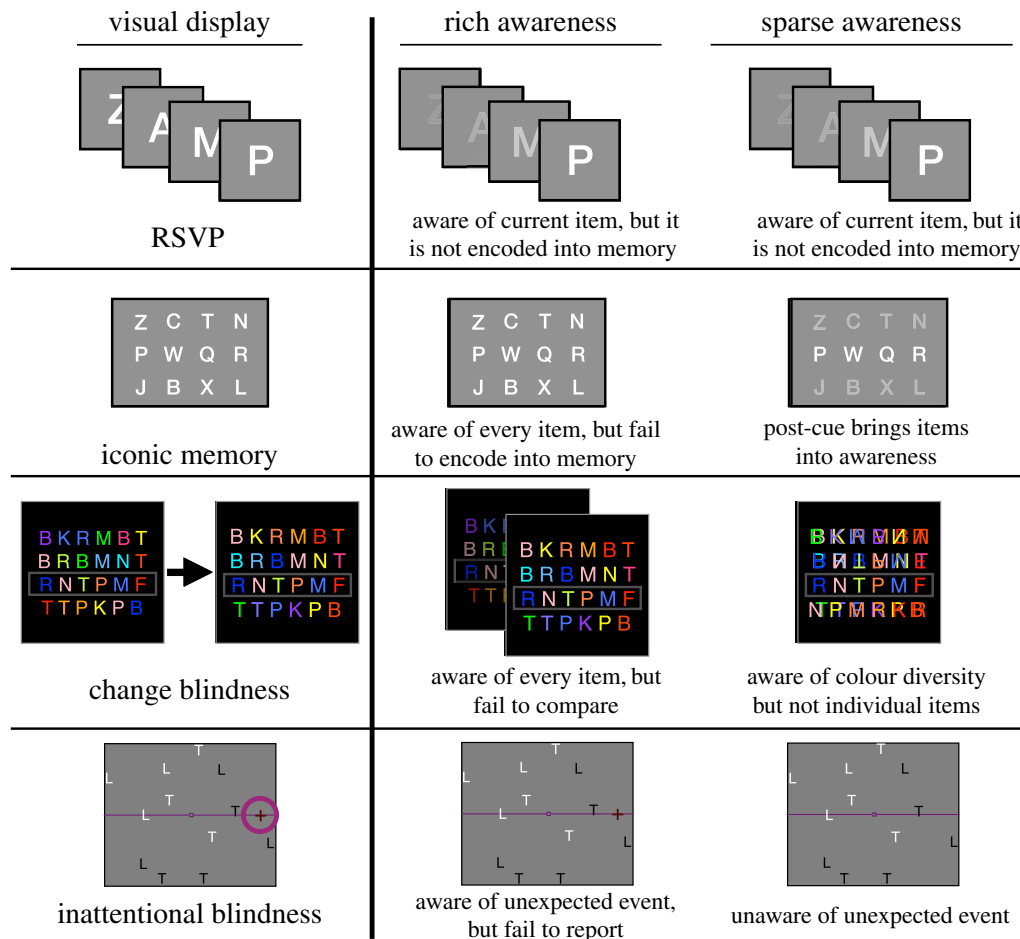 visual display
rich awareness
sparse awareness
Z A M P
Z A M P
Z A M P
RSVP
aware of current item, but it
is not encoded into memory
aware of current item, but it
is not encoded into memory
Z C T N
P W Q R
J B X L
Z C T N
P W Q R
J B X L
Z C T N
P W Q R
J B X L
iconic memory
aware of every item, but fail
to encode into memory
post-cue brings items
into awareness
B K R M B T
B R B M N T
R N T P M F
T T P K P B
B K R M B T
B R B M N T
R N T P M F
T T P K P B
B K R
B R B
R N T
B K R M B T
B R B M N T
R N T P M F
T T P K P B
R N T P M F
change blindness
aware of every item, but
fail to compare
aware of colour diversity
but not individual items
T
L L L
T T
L
T L
L T T
T
L L L
T T
L
T L
L T T
T
L L L
T T
L
T L
L T T
inattentional blindness
aware of unexpected event,
but fail to report
unaware of unexpected event